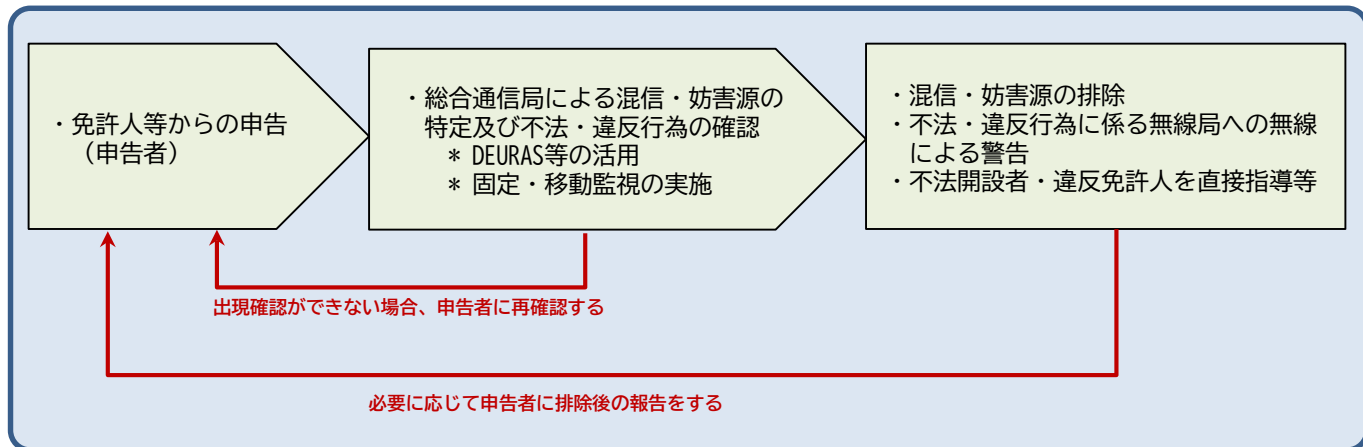 ・免許人等からの申告
（申告者）
・総合通信局による混信・妨害源の
特定及び不法・違反行為の確認
* DEURAS等の活用
* 固定・移動監視の実施
・混信・妨害源の排除
・不法・違反行為に係る無線局への無線
による警告
・不法開設者・違反免許人を直接指導等
出現確認ができない場合、申告者に再確認する
必要に応じて申告者に排除後の報告をする